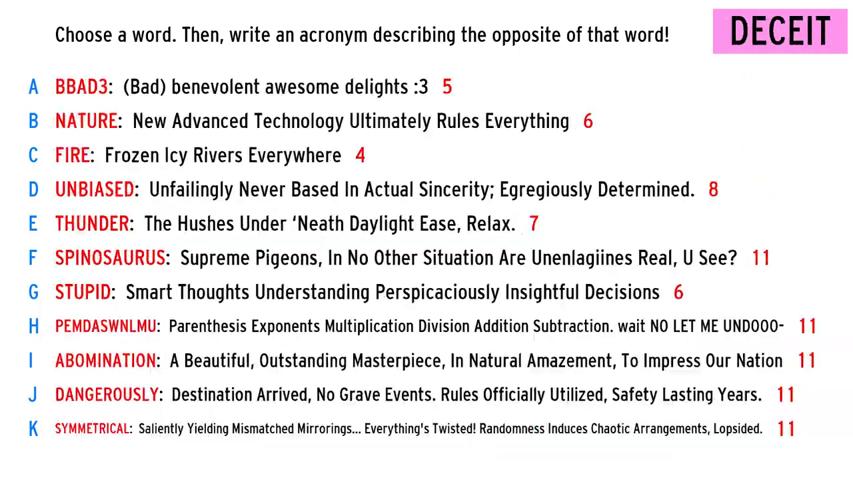 Choose a word. Then, write an acronym describing the opposite of that word!
DECEIT
A BBAD3: (Bad) benevolent awesome delights :3 5
B NATURE: New Advanced Technology Ultimately Rules Everything 6
C FIRE: Frozen Icy Rivers Everywhere 4
D UNBIASED: Unfailingly Never Based In Actual Sincerity; Egregiously Determined. 8
E THUNDER: The Hushes Under ‘Neath Daylight Ease, Relax. 7
F SPINOSAURUS: Supreme Pigeons, In No Other Situation Are Unenlagiines Real, U See? 11
G STUPID: Smart Thoughts Understanding Perspicaciously Insightful Decisions 6
H PEMDASWNLMU: Parenthesis Exponents Multiplication Division Addition Subtraction. wait NO LET ME UNDOOO- 11
I ABOMINATION: A Beautiful, Outstanding Masterpiece, In Natural Amazement, To Impress Our Nation 11
J DANGEROUSLY: Destination Arrived, No Grave Events. Rules Officially Utilized, Safety Lasting Years. 11
K SYMMETRICAL: Saliently Yielding Mismatched Mirrorings... Everything's Twisted! Randomness Induces Chaotic Arrangements, Lopsided. 11